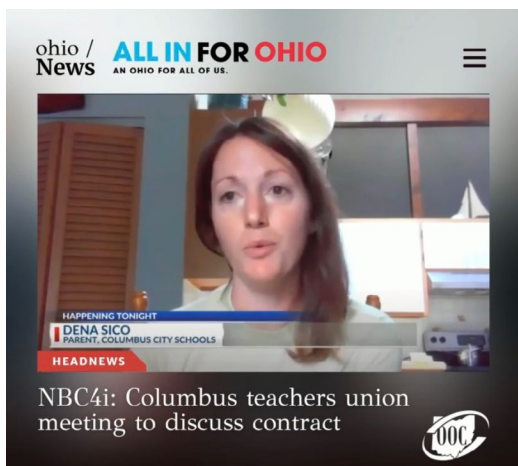 ohio /
News
ALL IN FOR OHIO
AN OHIO FOR ALL OF US.
HAPPENING TONIGHT
DENA SICO
PARENT, COLUMBUS CITY SCHOOLS
HEADNEWS
NBC4i: Columbus teachers union
meeting to discuss contract
OOC